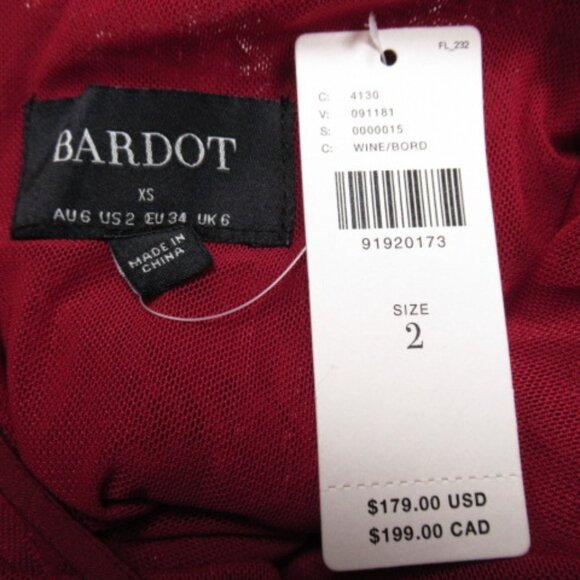 BARDOT
XS
AU 6 US 2 EU 34 UK 6
MADE IN
CHINA
FL_232
C: 4130
V: 091181
S: 0000015
C: WINE/BORD
91920173
SIZE
2
$179.00 USD
$199.00 CAD